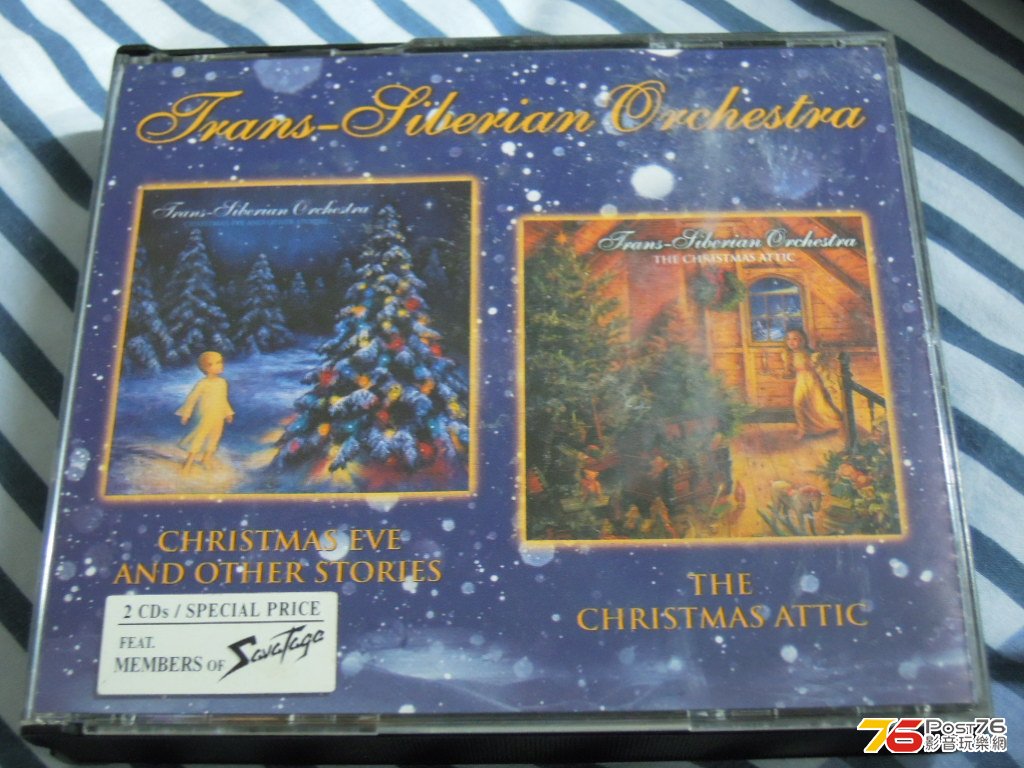 Trans-Siberian Orchestra
Trans-Siberian Orchestra
Trans-Siberian Orchestra
THE CHRISTMAS ATTIC
CHRISTMAS EVE
AND OTHER STORIES
THE
CHRISTMAS ATTIC
2 CDs / SPECIAL PRICE
FEAT.
MEMBERS OF Savatage
76 Post76
影音玩樂網